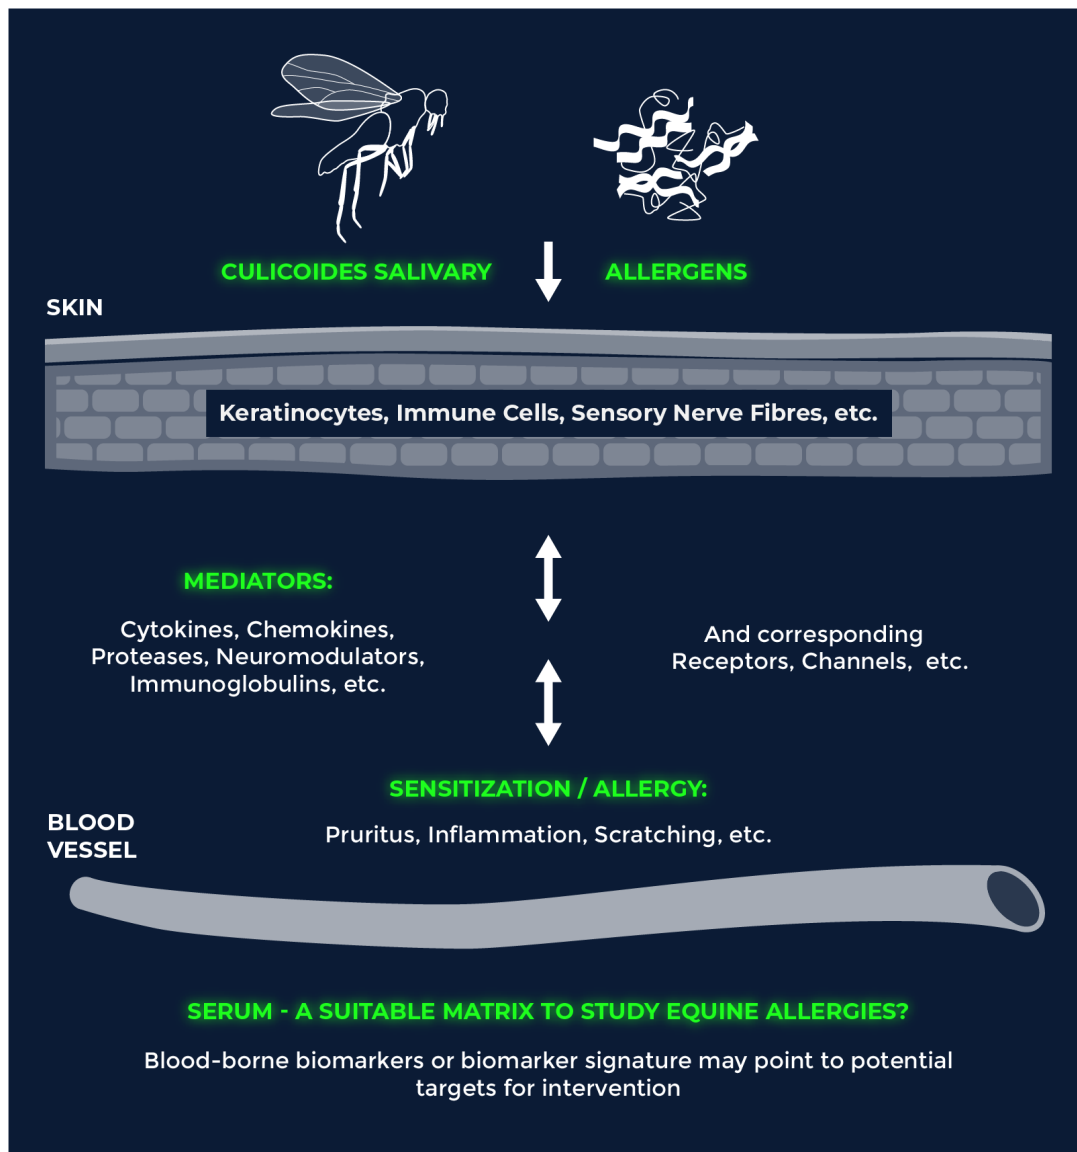 CULICOIDES SALIVARY
ALLERGENS
SKIN
Keratinocytes, Immune Cells, Sensory Nerve Fibres, etc.
MEDIATORS:
Cytokines, Chemokines,
Proteases, Neuromodulators,
Immunoglobulins, etc.
And corresponding
Receptors, Channels, etc.
SENSITIZATION / ALLERGY:
Pruritus, Inflammation, Scratching, etc.
BLOOD
VESSEL
SERUM - A SUITABLE MATRIX TO STUDY EQUINE ALLERGIES?
Blood-borne biomarkers or biomarker signature may point to potential
targets for intervention